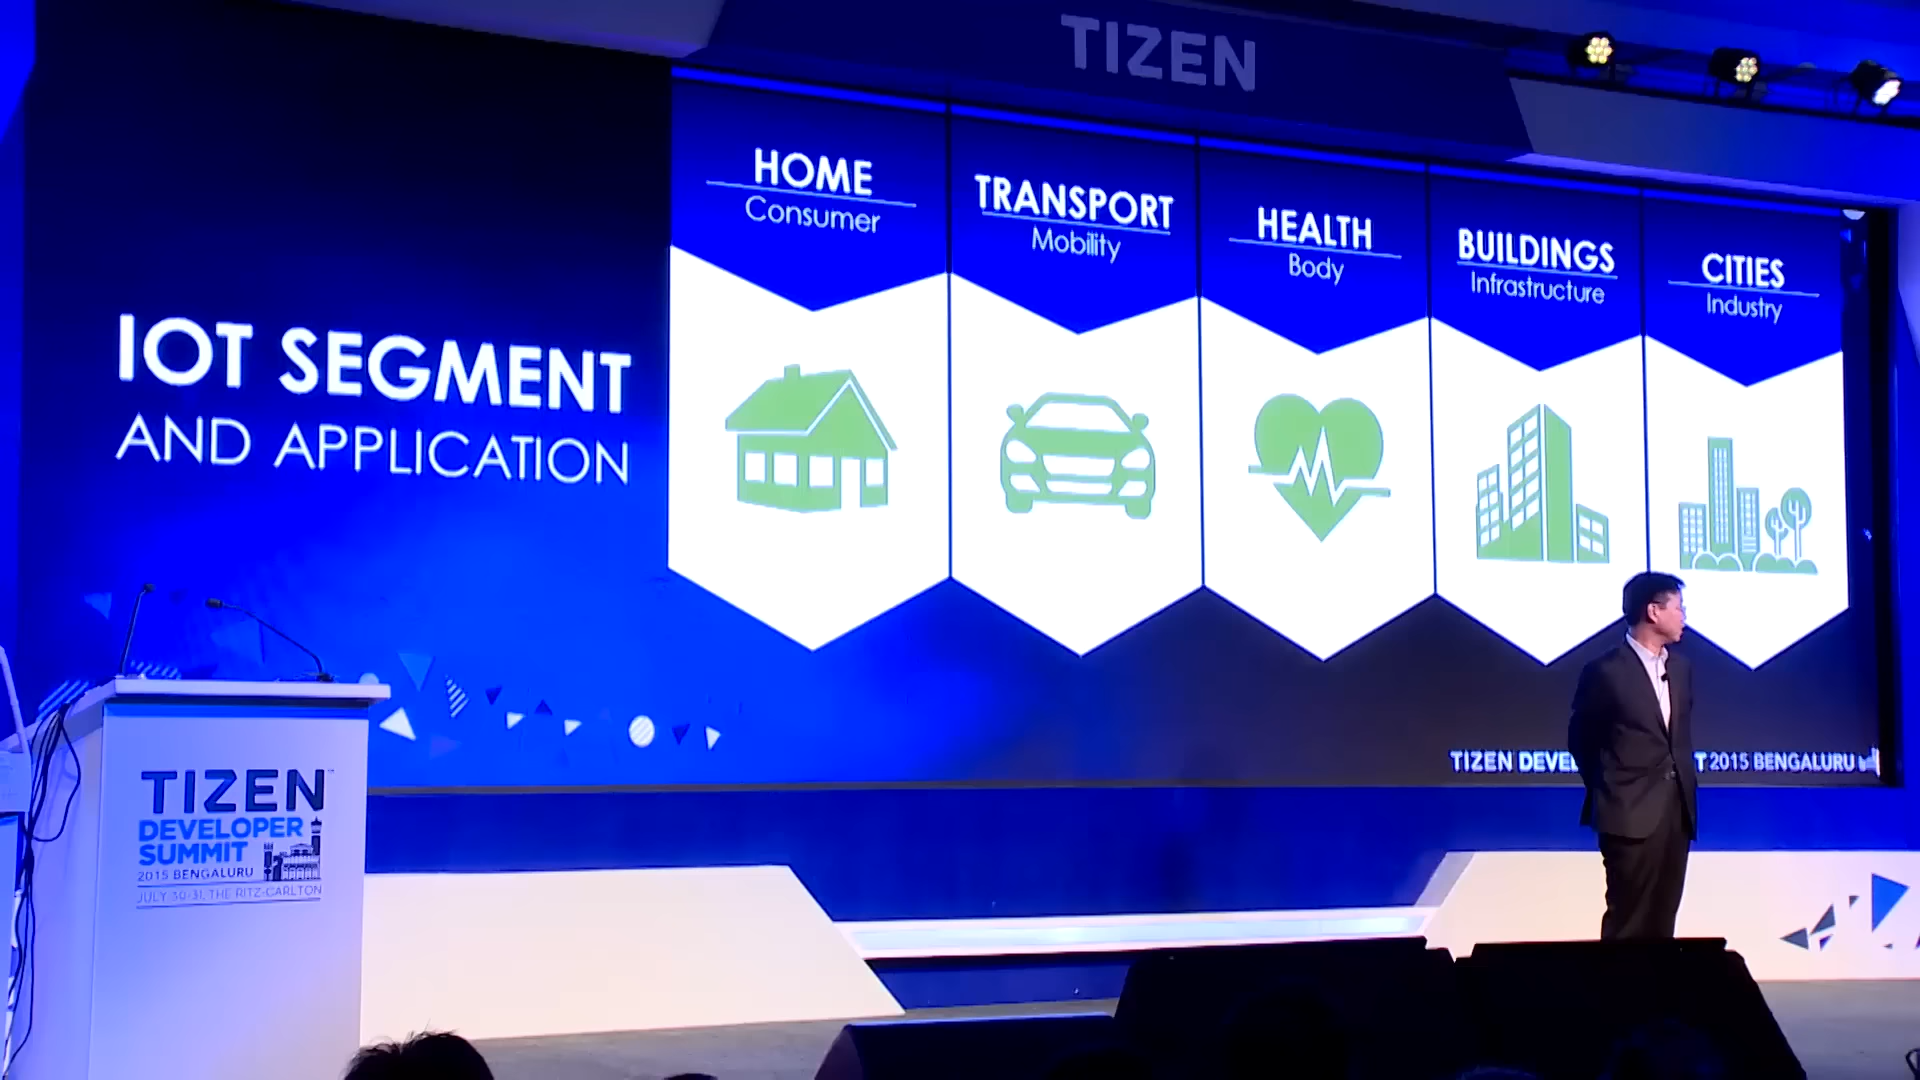 TIZEN
IOT SEGMENT
AND APPLICATION
HOME
Consumer
TRANSPORT
Mobility
HEALTH
Body
BUILDINGS
Infrastructure
CITIES
Industry
TIZEN 2015 BENGALURU
TIZEN
DEVELOPER
SUMMIT
2015 BENGALURU
JULY 30-31, THE RITZ-CARLTON